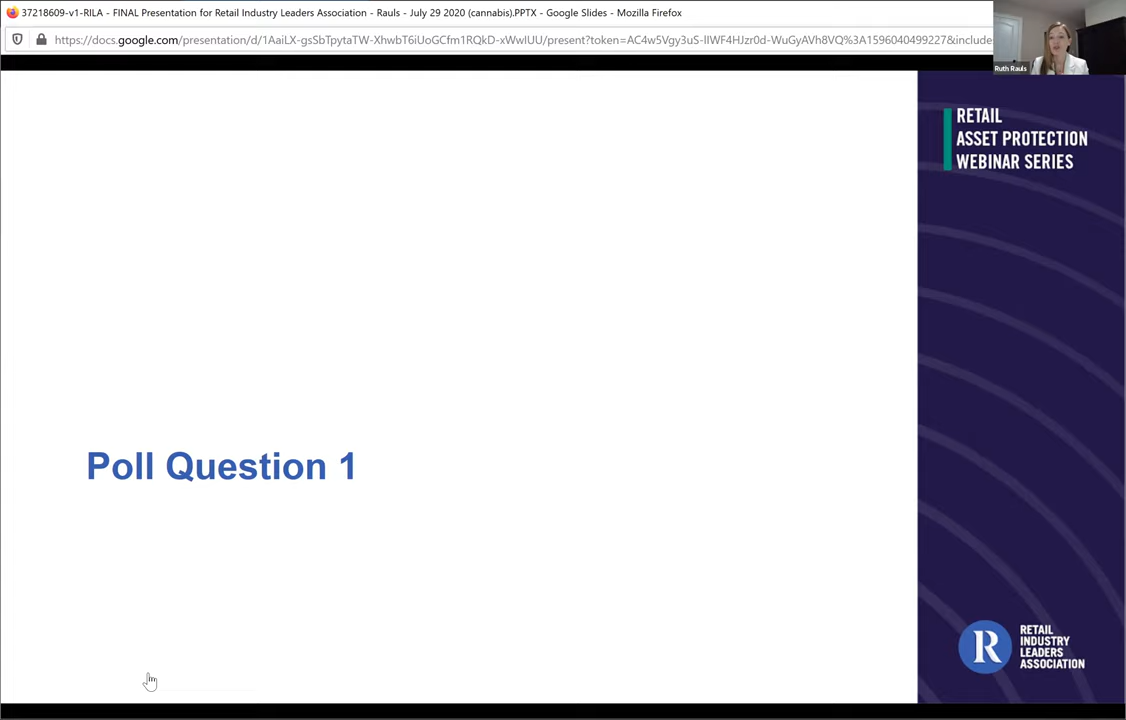 37218609-v1-RILA - FINAL Presentation for Retail Industry Leaders Association - Rauls - July 29 2020 (cannabis).PPTX - Google Slides - Mozilla Firefox
https://docs.google.com/presentation/d/1AaiLX-gsSbTpytaTW-XhwbT6iUoGCfm1RQkD-xWwIUU/present?token=AC4w5Vgy3uS-lIWF4HJzr0d-WuGyAVh8VQ%3A1596040499227&include
Ruth Rauls
RETAIL
ASSET PROTECTION
WEBINAR SERIES
Poll Question 1
R
RETAIL
INDUSTRY
LEADERS
ASSOCIATION